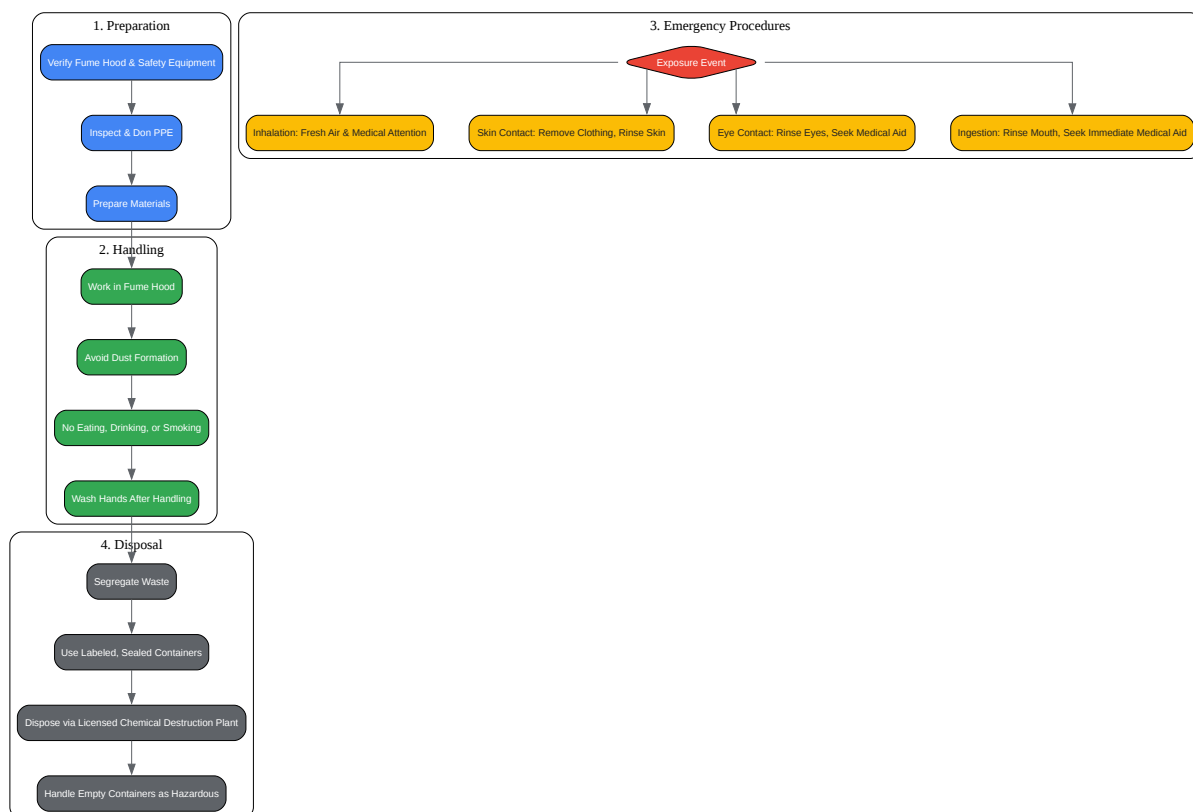 1. Preparation
Verify Fume Hood & Safety Equipment
Inspect & Don PPE
Prepare Materials
2. Handling
Work in Fume Hood
Avoid Dust Formation
No Eating, Drinking, or Smoking
Wash Hands After Handling
3. Emergency Procedures
Exposure Event
Inhalation: Fresh Air & Medical Attention
Skin Contact: Remove Clothing, Rinse Skin
Eye Contact: Rinse Eyes, Seek Medical Aid
Ingestion: Rinse Mouth, Seek Immediate Medical Aid
4. Disposal
Segregate Waste
Use Labeled, Sealed Containers
Dispose via Licensed Chemical Destruction Plant
Handle Empty Containers as Hazardous